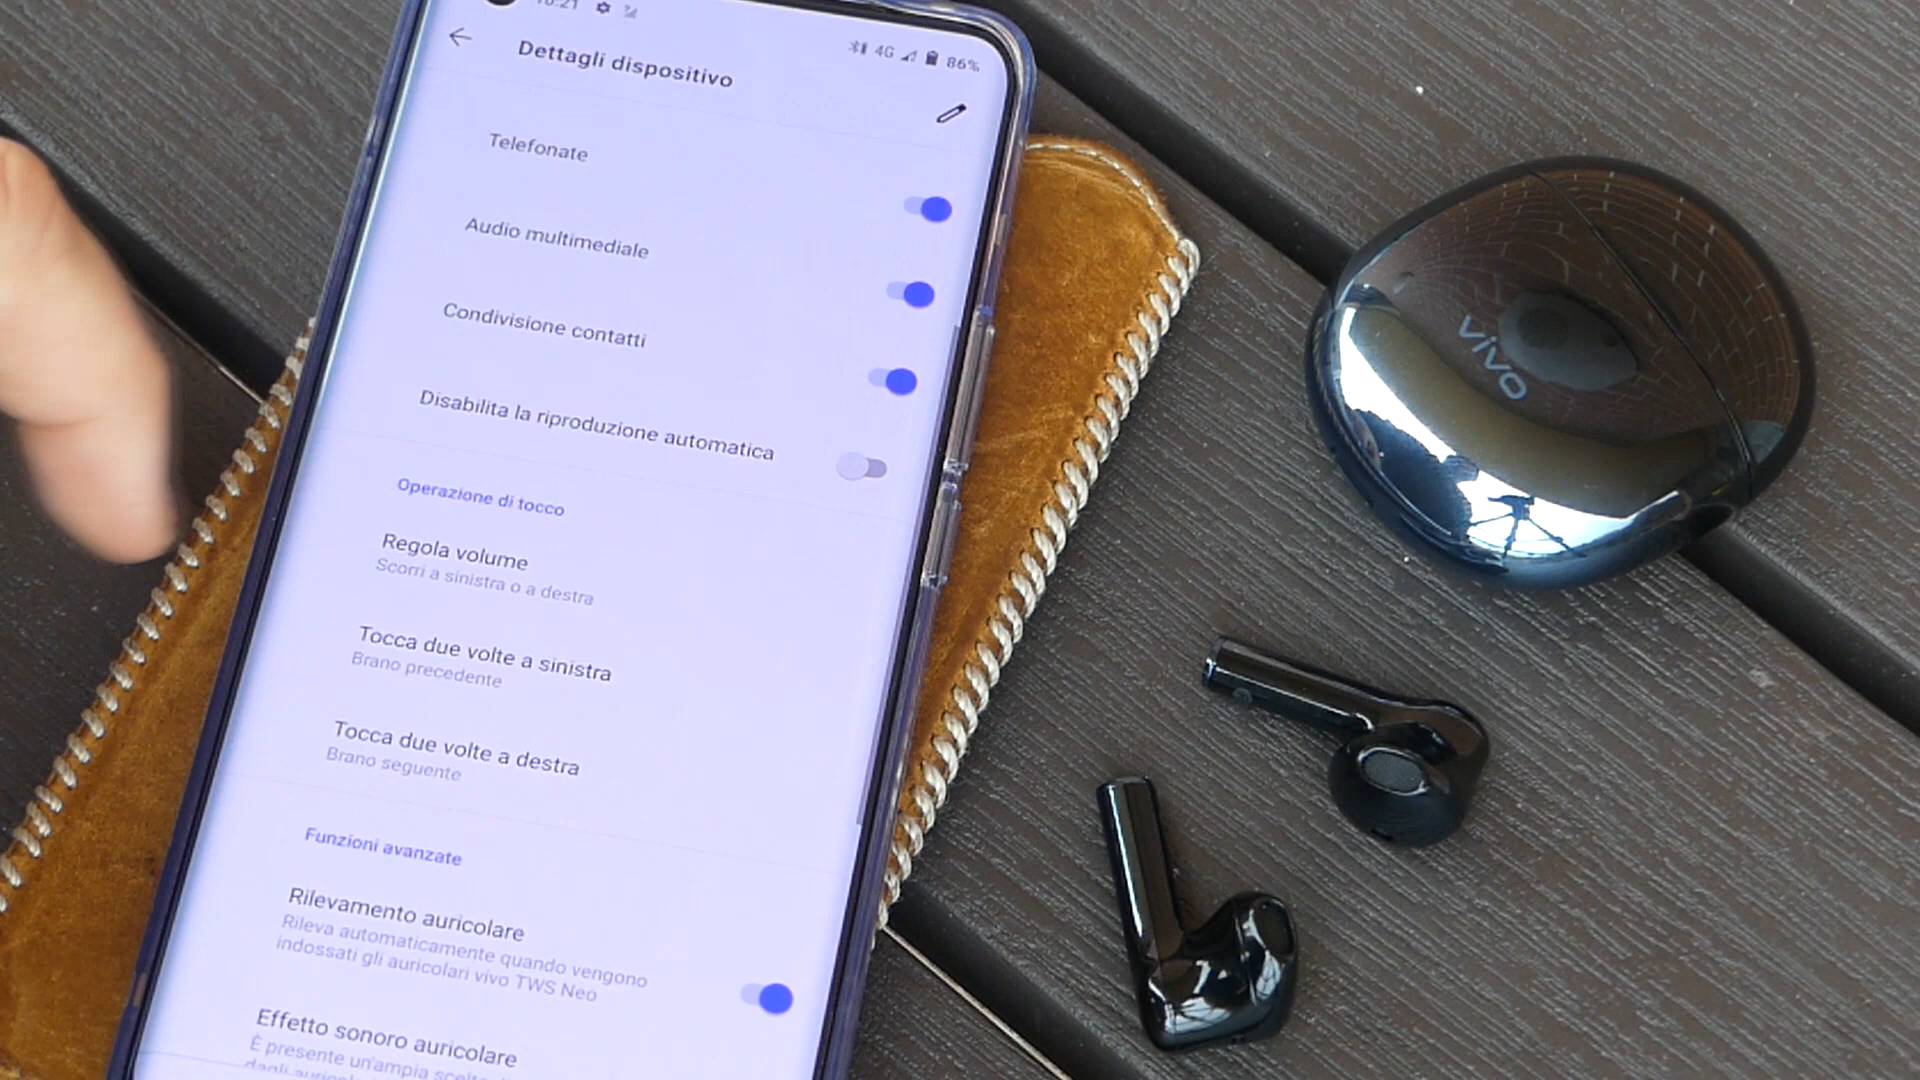 4G 86%
Dettagli dispositivo
Telefonate
Audio multimediale
Condivisione contatti
Disabilita la riproduzione automatica
Operazione di tocco
Regola volume
Scorri a sinistra o a destra
Tocca due volte a sinistra
Brano precedente
Tocca due volte a destra
Brano seguente
Funzioni avanzate
Rilevamento auricolare
Rileva automaticamente quando vengono
indossati gli auricolari vivo TWS Neo
Effetto sonoro auricolare
È presente un'ampia
vivo